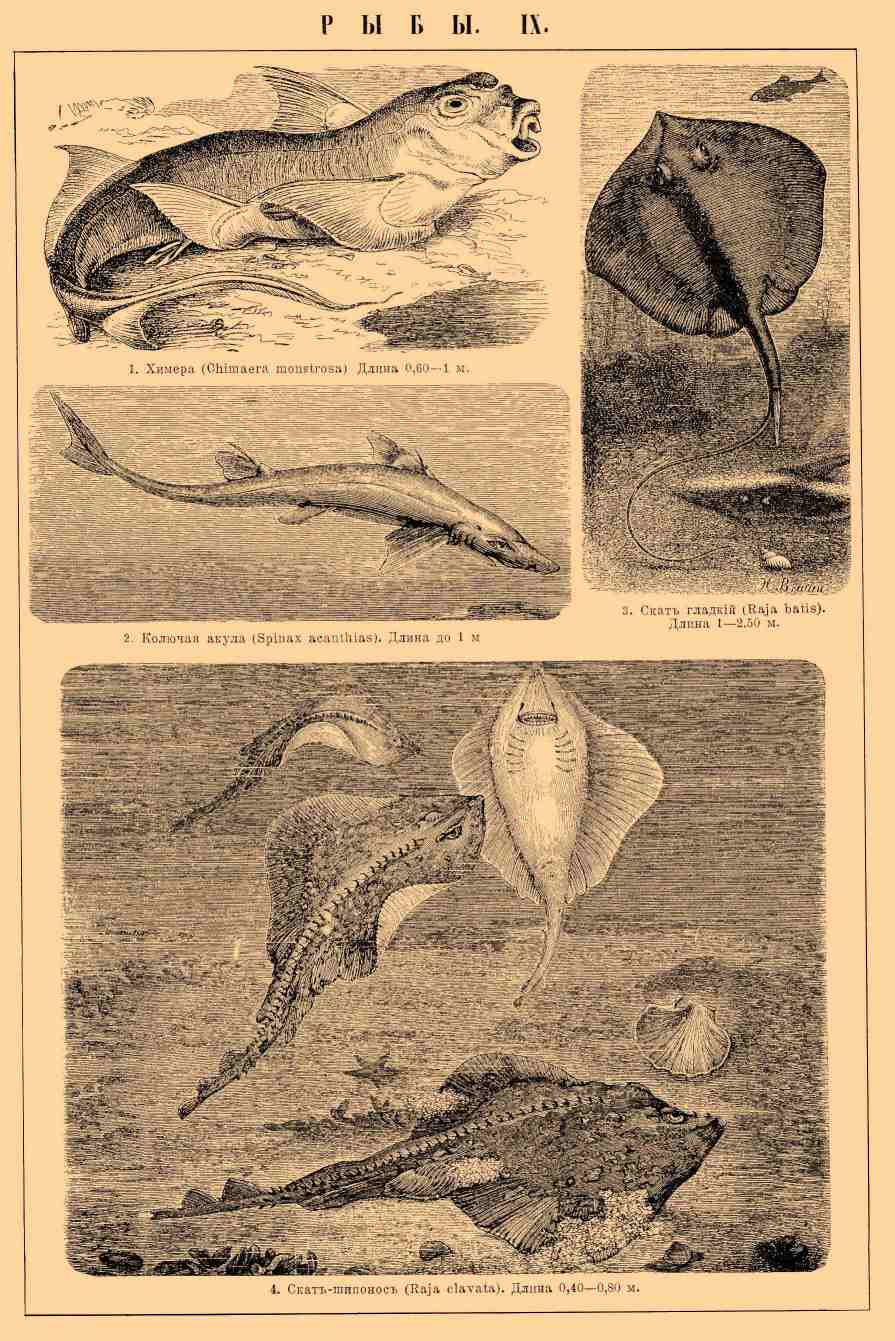 РЫБЫ. IX.
1. Химера (Chimaera monstrosa) Длина 0,60—1 м.
2. Колючая акула (Spinax acanthias). Длина до 1 м
3. Скатъ гладкій (Raja batis).
Длина 1—2.50 м.
4. Скатъ-шипоносъ (Raja clavata). Длина 0,40—0,80 м.